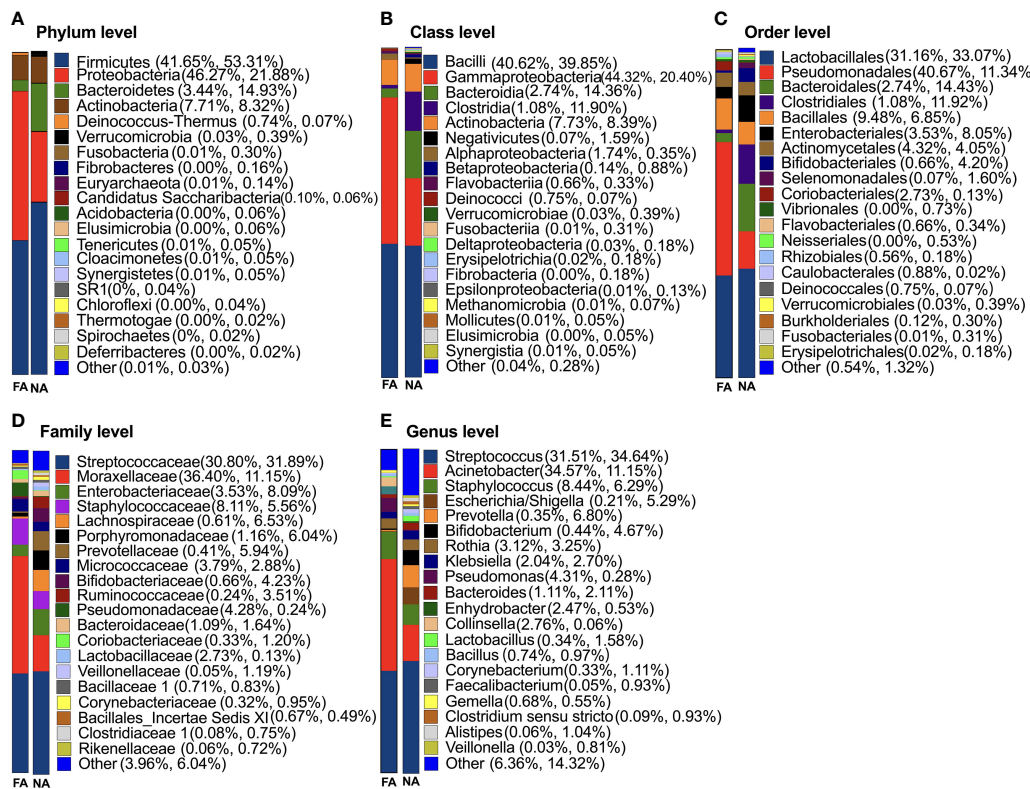 A
Phylum level
Firmicutes (41.65%, 53.31%)
Proteobacteria(46.27%, 21.88%)
Bacteroidetes (3.44%, 14.93%)
Actinobacteria (7.71%, 8.32%)
Deinococcus-Thermus (0.74%, 0.07%)
Verrucomicrobia (0.03%, 0.39%)
Fusobacteria (0.01%, 0.30%)
Fibrobacteres (0.00%, 0.16%)
Euryarchaeota (0.01%, 0.14%)
Candidatus Saccharibacteria(0.10%, 0.06%)
Acidobacteria (0.00%, 0.06%)
Elusimicrobia (0.00%, 0.06%)
Tenericutes (0.01%, 0.05%)
Cloacimonetes (0.01%, 0.05%)
Synergistetes (0.01%, 0.05%)
SR1(0%, 0.04%)
Chloroflexi (0.00%, 0.04%)
Thermotogae (0.00%, 0.02%)
Spirochaetes (0%, 0.02%)
Deferribacteres (0.00%, 0.02%)
Other (0.01%, 0.03%)
FA NA
B
Class level
Bacilli (40.62%, 39.85%)
Gammaproteobacteria(44.32%, 20.40%)
Bacteroidia (2.74%, 14.36%)
Clostridia (1.08%, 11.90%)
Actinobacteria (7.73%, 8.39%)
Negativicutes (0.07%, 1.59%)
Alphaproteobacteria (1.74%, 0.35%)
Betaproteobacteria (0.14%, 0.88%)
Flavobacteriia (0.66%, 0.33%)
Deinococci (0.75%, 0.07%)
Verrucomicrobiae (0.03%, 0.39%)
Fusobacteriia (0.01%, 0.31%)
Deltaproteobacteria (0.03%, 0.18%)
Erysipelotrichia (0.02%, 0.18%)
Fibrobacteria (0.00%, 0.18%)
Epsilonproteobacteria(0.01%, 0.13%)
Methanomicrobia (0.01%, 0.07%)
Mollicutes (0.01%, 0.05%)
Elusimicrobia (0.00%, 0.05%)
Synergistia (0.01%, 0.05%)
Other (0.04%, 0.28%)
FA NA
C
Order level
Lactobacillales (31.16%, 33.07%)
Pseudomonadales (40.67%, 11.34%
Bacteroidales (2.74%, 14.43%)
Clostridiales (1.08%, 11.92%)
Bacillales (9.48%, 6.85%)
Enterobacteriales (3.53%, 8.05%)
Actinomycetales (4.32%, 4.05%)
Bifidobacteriales (0.66%, 4.20%)
Selenomonadales (0.07%, 1.60%)
Coriobacteriales (2.73%, 0.13%)
Vibrionales (0.00%, 0.73%)
Flavobacteriales (0.66%, 0.34%)
Neisseriales (0.00%, 0.53%)
Rhizobiales (0.56%, 0.18%)
Caulobacterales (0.88%, 0.02%)
Deinococcales (0.75%, 0.07%)
Verrucomicrobiales (0.03%, 0.39%)
Burkholderiales (0.12%, 0.30%)
Fusobacteriales (0.01%, 0.31%)
Erysipelotrichales(0.02%, 0.18%)
Other (0.54%, 1.32%)
FA NA
D
Family level
Streptococcaceae (30.80%, 31.89%)
Moraxellaceae (36.40%, 11.15%)
Enterobacteriaceae (3.53%, 8.09%)
Staphylococcaceae (8.11%, 5.56%)
Lachnospiraceae (0.61%, 6.53%)
Porphyromonadaceae (1.16%, 6.04%)
Prevotellaceae (0.41%, 5.94%)
Micrococcaceae (3.79%, 2.88%)
Bifidobacteriaceae (0.66%, 4.23%)
Ruminococcaceae (0.24%, 3.51%)
Pseudomonadaceae (4.28%, 0.24%)
Bacteroidaceae (1.09%, 1.64%)
Coriobacteriaceae (0.33%, 1.20%)
Lactobacillaceae (2.73%, 0.13%)
Veillonellaceae (0.05%, 1.19%)
Bacillaceae 1 (0.71%, 0.83%)
Corynebacteriaceae (0.32%, 0.95%)
Bacillales_Incertae Sedis XI(0.67%, 0.49%)
Clostridiaceae 1(0.08%, 0.75%)
Rikenellaceae (0.06%, 0.72%)
Other (3.96%, 6.04%)
FA NA
E
Genus level
Streptococcus (31.51%, 34.64%)
Acinetobacter (34.57%, 11.15%)
Staphylococcus (8.44%, 6.29%)
Escherichia/Shigella (0.21%, 5.29%)
Prevotella (0.35%, 6.80%)
Bifidobacterium (0.44%, 4.67%)
Rothia (3.12%, 3.25%)
Klebsiella (2.04%, 2.70%)
Pseudomonas(4.31%, 0.28%)
Bacteroides (1.11%, 2.11%)
Enhydrobacter (2.47%, 0.53%)
Collinsella (2.76%, 0.06%)
Lactobacillus (0.34%, 1.58%)
Bacillus (0.74%, 0.97%)
Corynebacterium (0.33%, 1.11%)
Faecalibacterium(0.05%, 0.93%)
Gemella (0.68%, 0.55%)
Clostridium sensu stricto (0.09%, 0.93%)
Alistipes (0.06%, 1.04%)
Veillonella (0.03%, 0.81%)
Other (6.36%, 14.32%)
FA NA